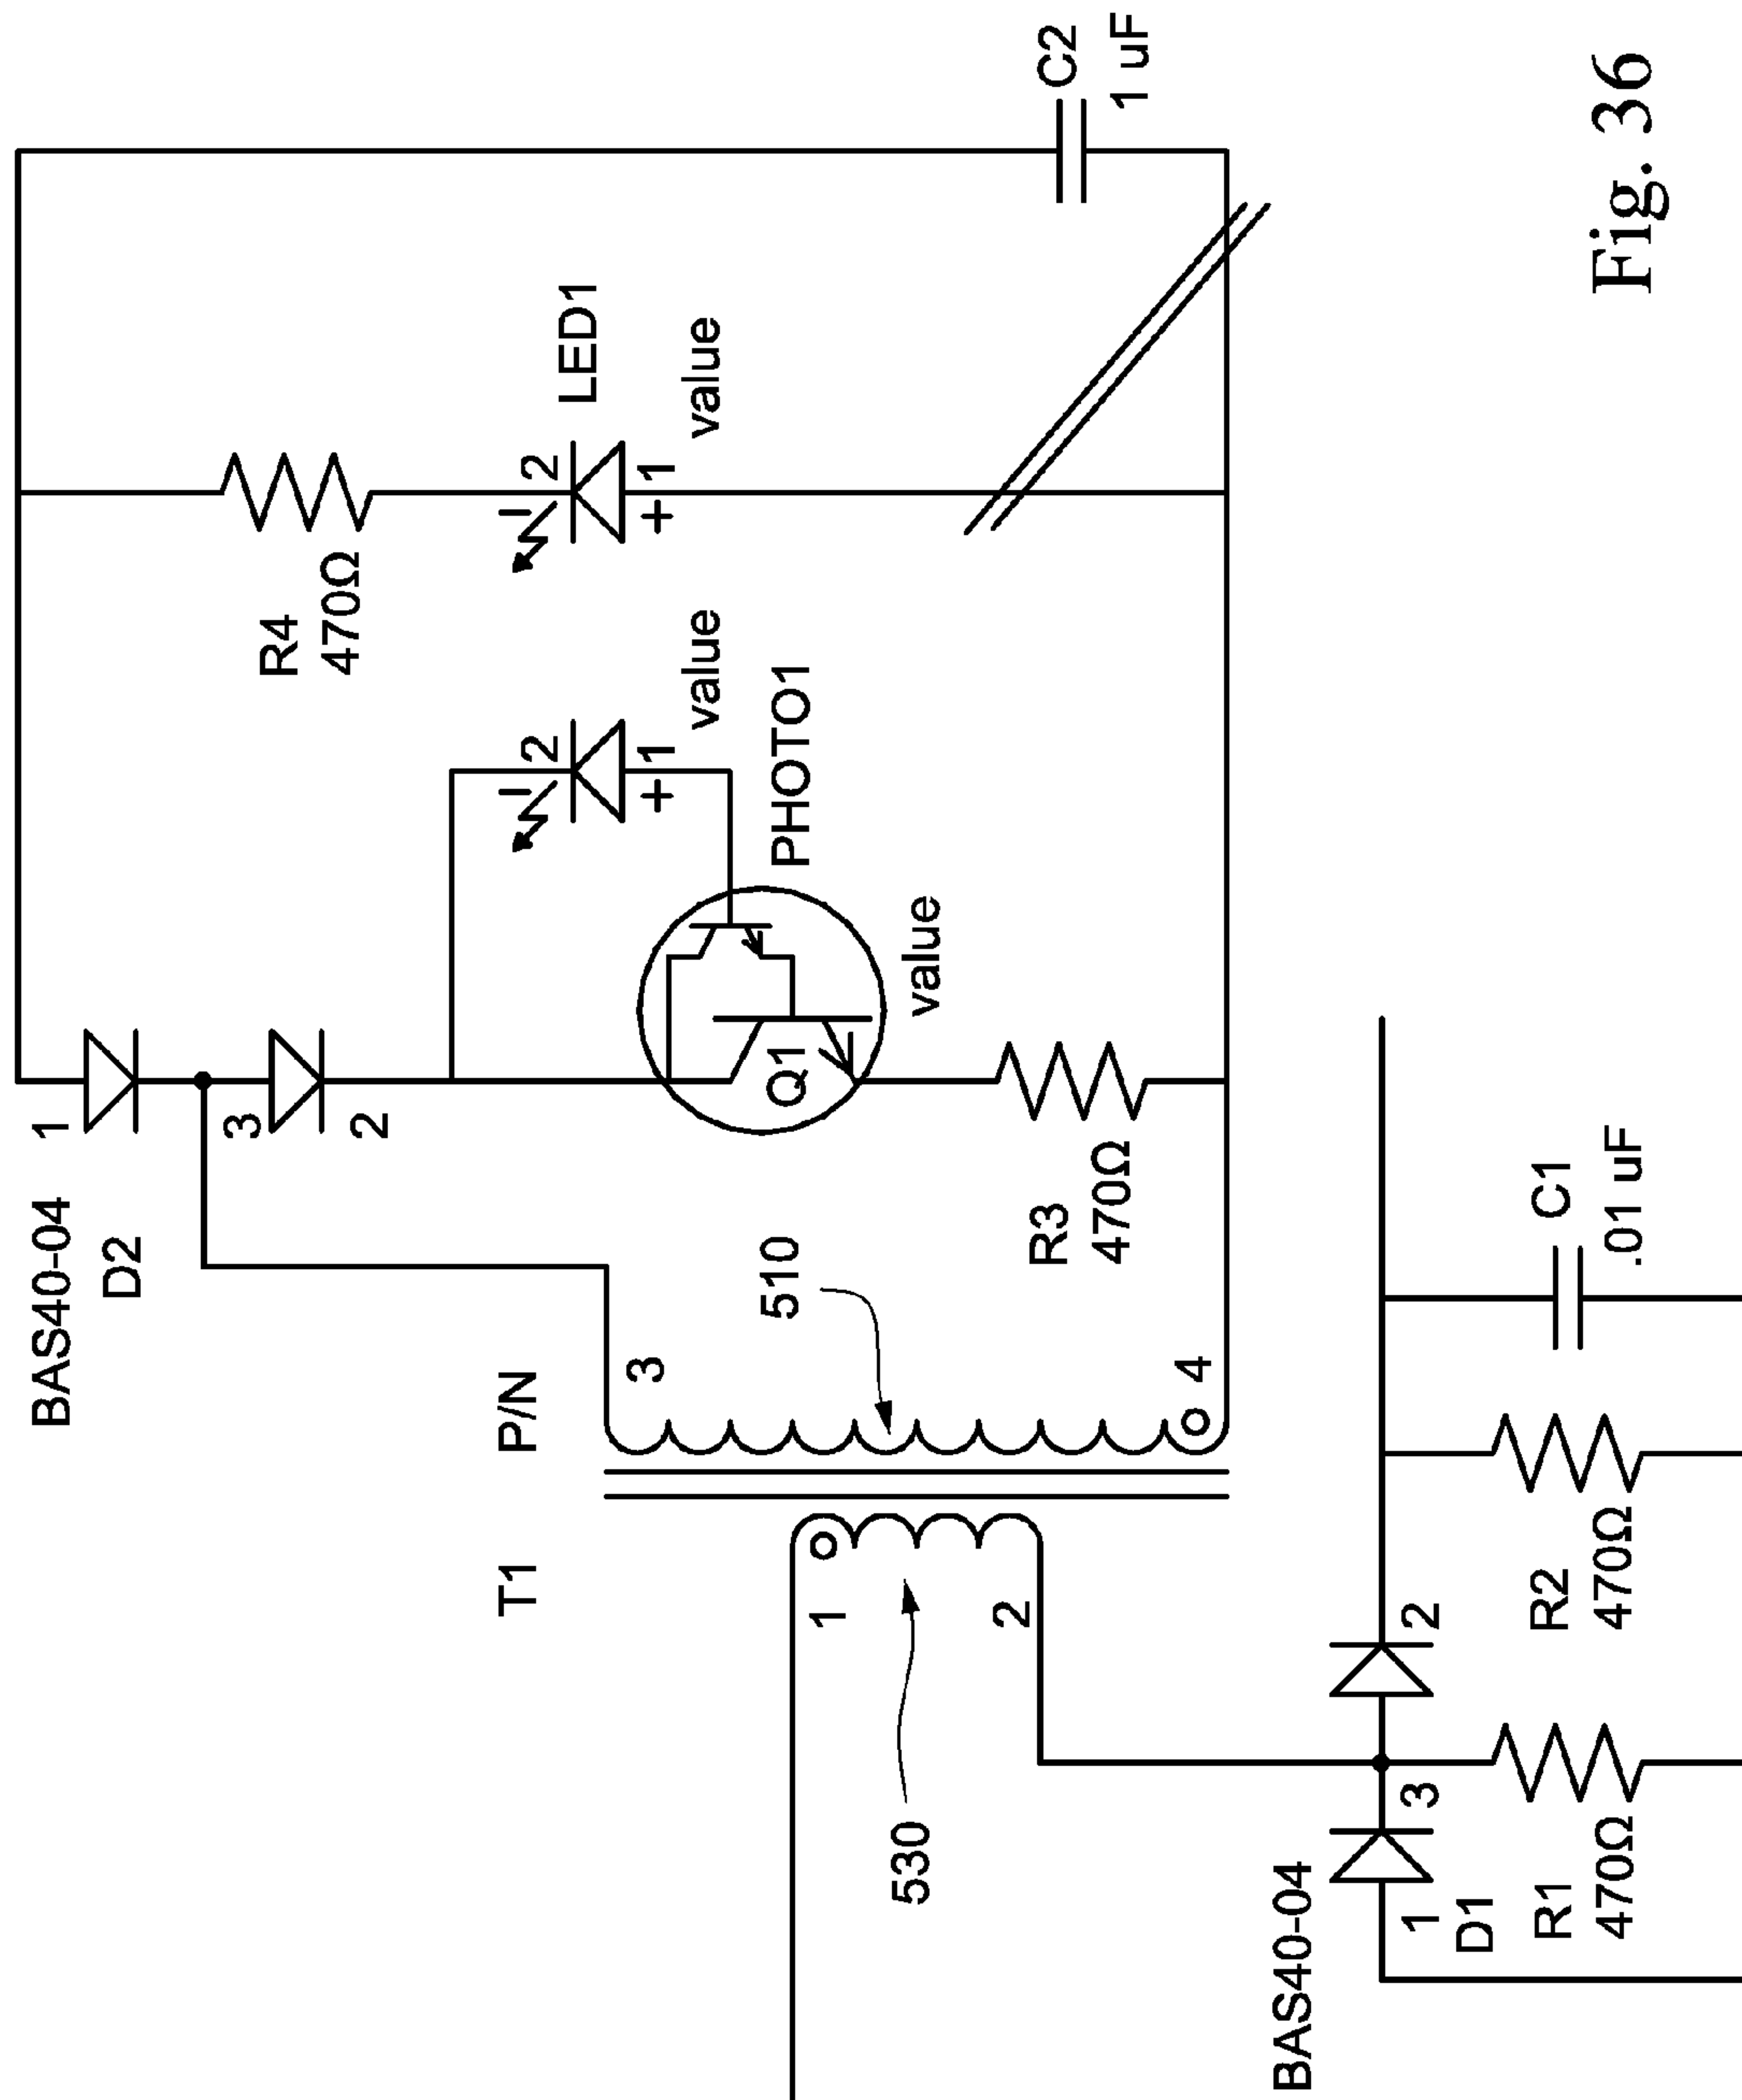 BAS40-04
D2
1
3
2
T1
P/N
3
4
510
530
1
2
R3
470Ω
Q1
value
PHOTO1
2
+1
value
R4
470Ω
LED1
2
+1
value
C2
1 uF
BAS40-04
D1
1
3
2
R1
470Ω
R2
470Ω
C1
.01 uF
Fig. 36